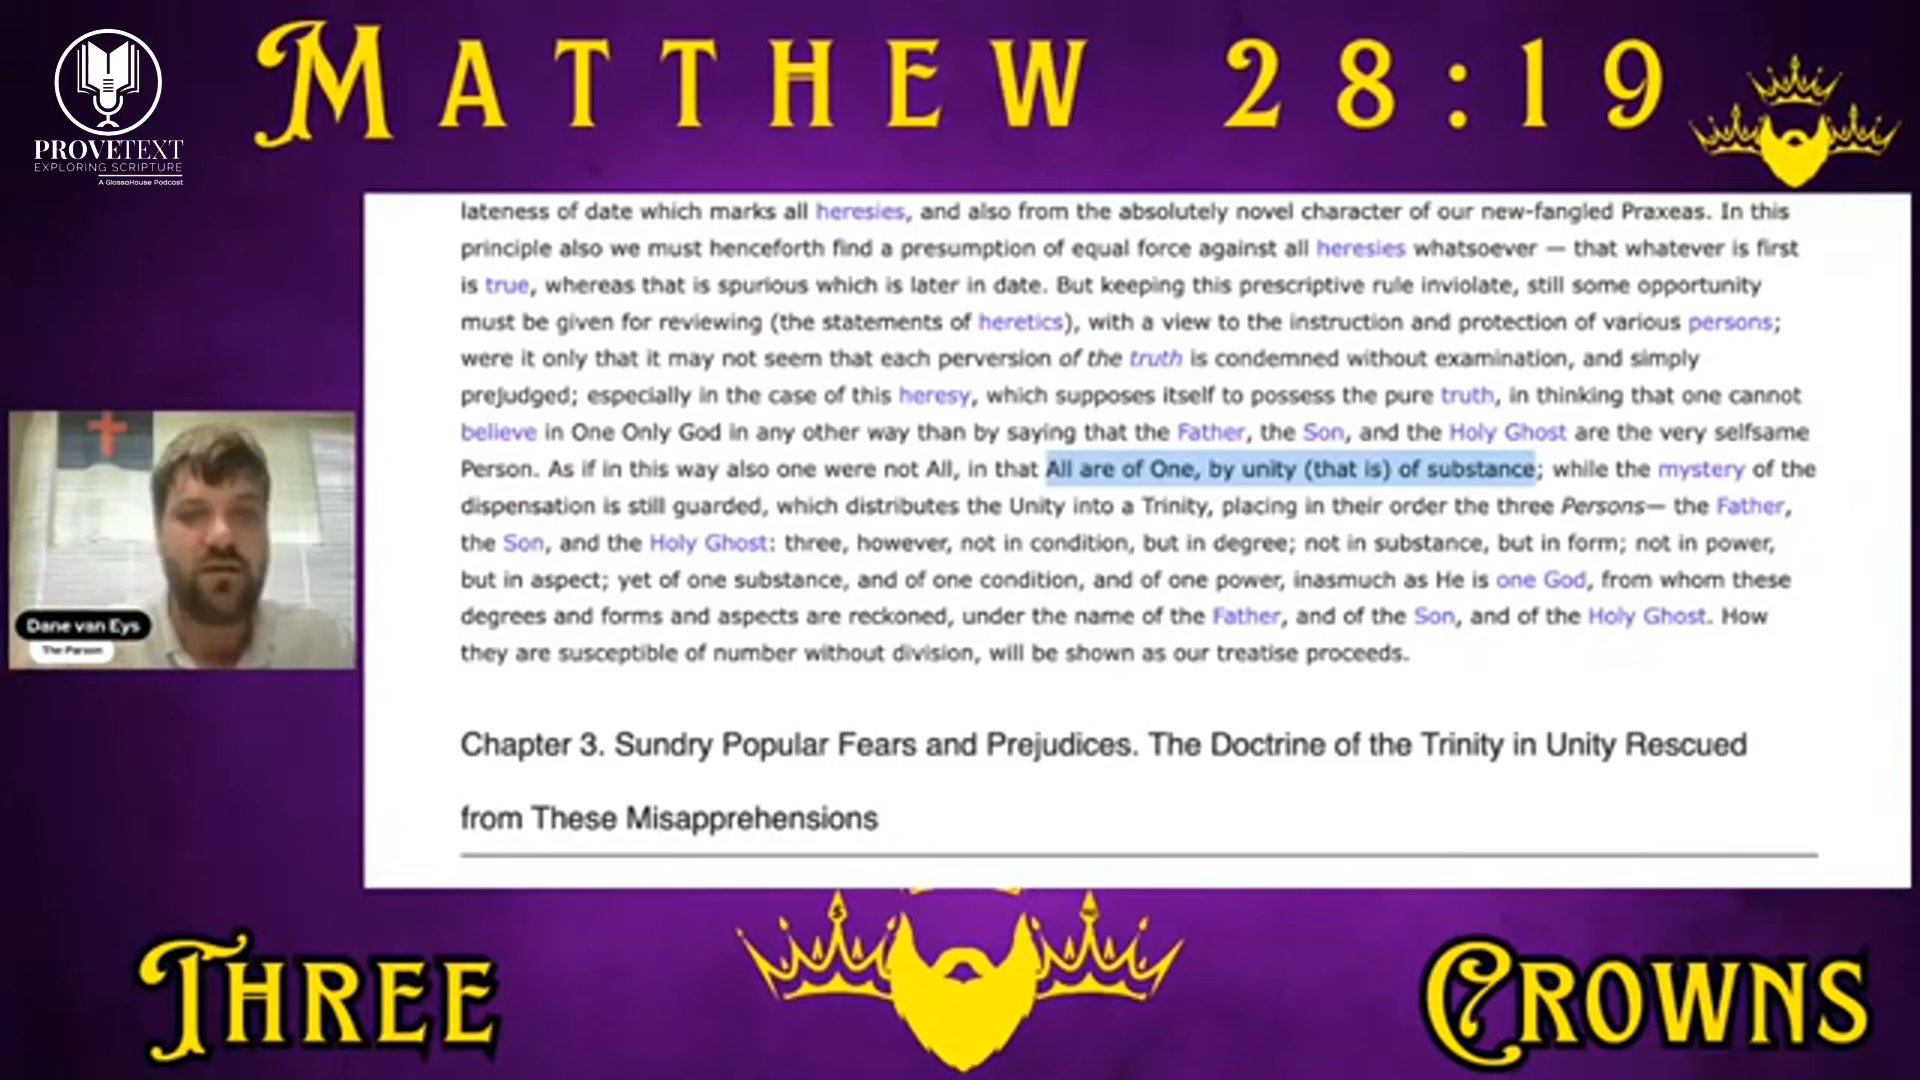 MATTHEW 28:19
PROVETEXT
EXPLORING SCRIPTURE
A GlossaHouse Podcast
lateness of date which marks all heresies, and also from the absolutely novel character of our new-fangled Praxeas. In this
principle also we must henceforth find a presumption of equal force against all heresies whatsoever — that whatever is first
is true, whereas that is spurious which is later in date. But keeping this prescriptive rule inviolate, still some opportunity
must be given for reviewing (the statements of heretics), with a view to the instruction and protection of various persons;
were it only that it may not seem that each perversion of the truth is condemned without examination, and simply
prejudged; especially in the case of this heresy, which supposes itself to possess the pure truth, in thinking that one cannot
believe in One Only God in any other way than by saying that the Father, the Son, and the Holy Ghost are the very selfsame
Person. As if in this way also one were not All, in that All are of One, by unity (that is) of substance; while the mystery of the
dispensation is still guarded, which distributes the Unity into a Trinity, placing in their order the three Persons— the Father,
the Son, and the Holy Ghost: three, however, not in condition, but in degree; not in substance, but in form; not in power,
but in aspect; yet of one substance, and of one condition, and of one power, inasmuch as He is one God, from whom these
degrees and forms and aspects are reckoned, under the name of the Father, and of the Son, and of the Holy Ghost. How
they are susceptible of number without division, will be shown as our treatise proceeds.
Chapter 3. Sundry Popular Fears and Prejudices. The Doctrine of the Trinity in Unity Rescued
from These Misapprehensions
Dane van Eys
The Parson
THREE
CROWNS